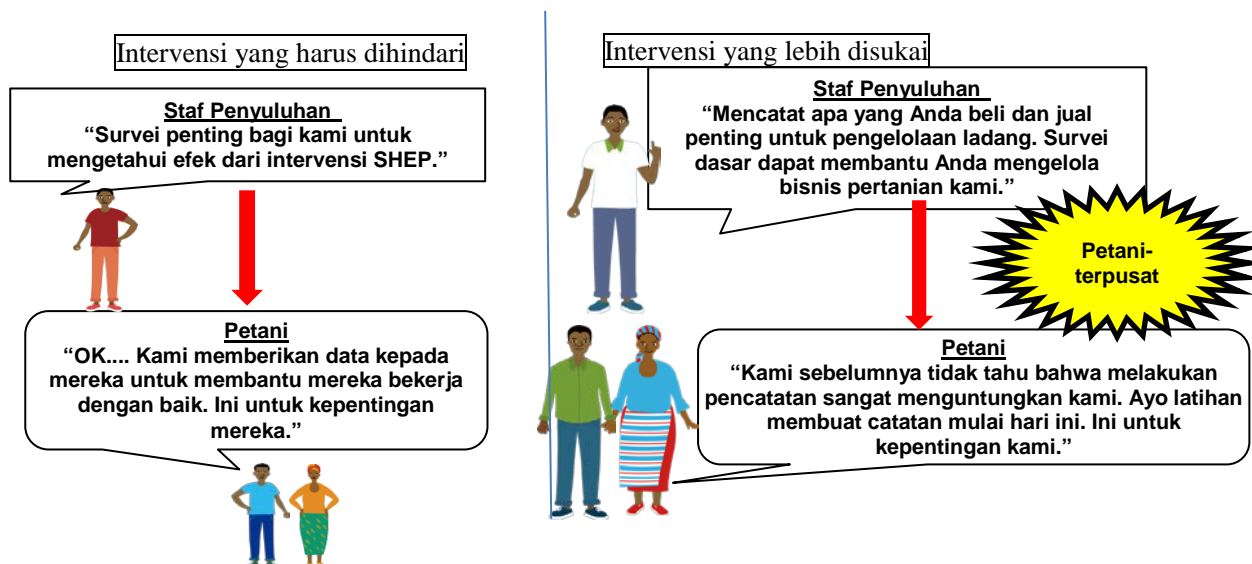 Intervensi yang harus dihindari
Staf Penyuluhan
“Survei penting bagi kami untuk
mengetahui efek dari intervensi SHEP.”
Petani
“OK.... Kami memberikan data kepada
mereka untuk membantu mereka bekerja
dengan baik. Ini untuk kepentingan
mereka.”
Intervensi yang lebih disukai
Staf Penyuluhan
“Mencatat apa yang Anda beli dan jual
penting untuk pengelolaan ladang. Survei
dasar dapat membantu Anda mengelola
bisnis pertanian kami.”
Petani-
terpusat
Petani
“Kami sebelumnya tidak tahu bahwa melakukan
pencatatan sangat menguntungkan kami. Ayo latihan
membuat catatan mulai hari ini. Ini untuk
kepentingan kami.”